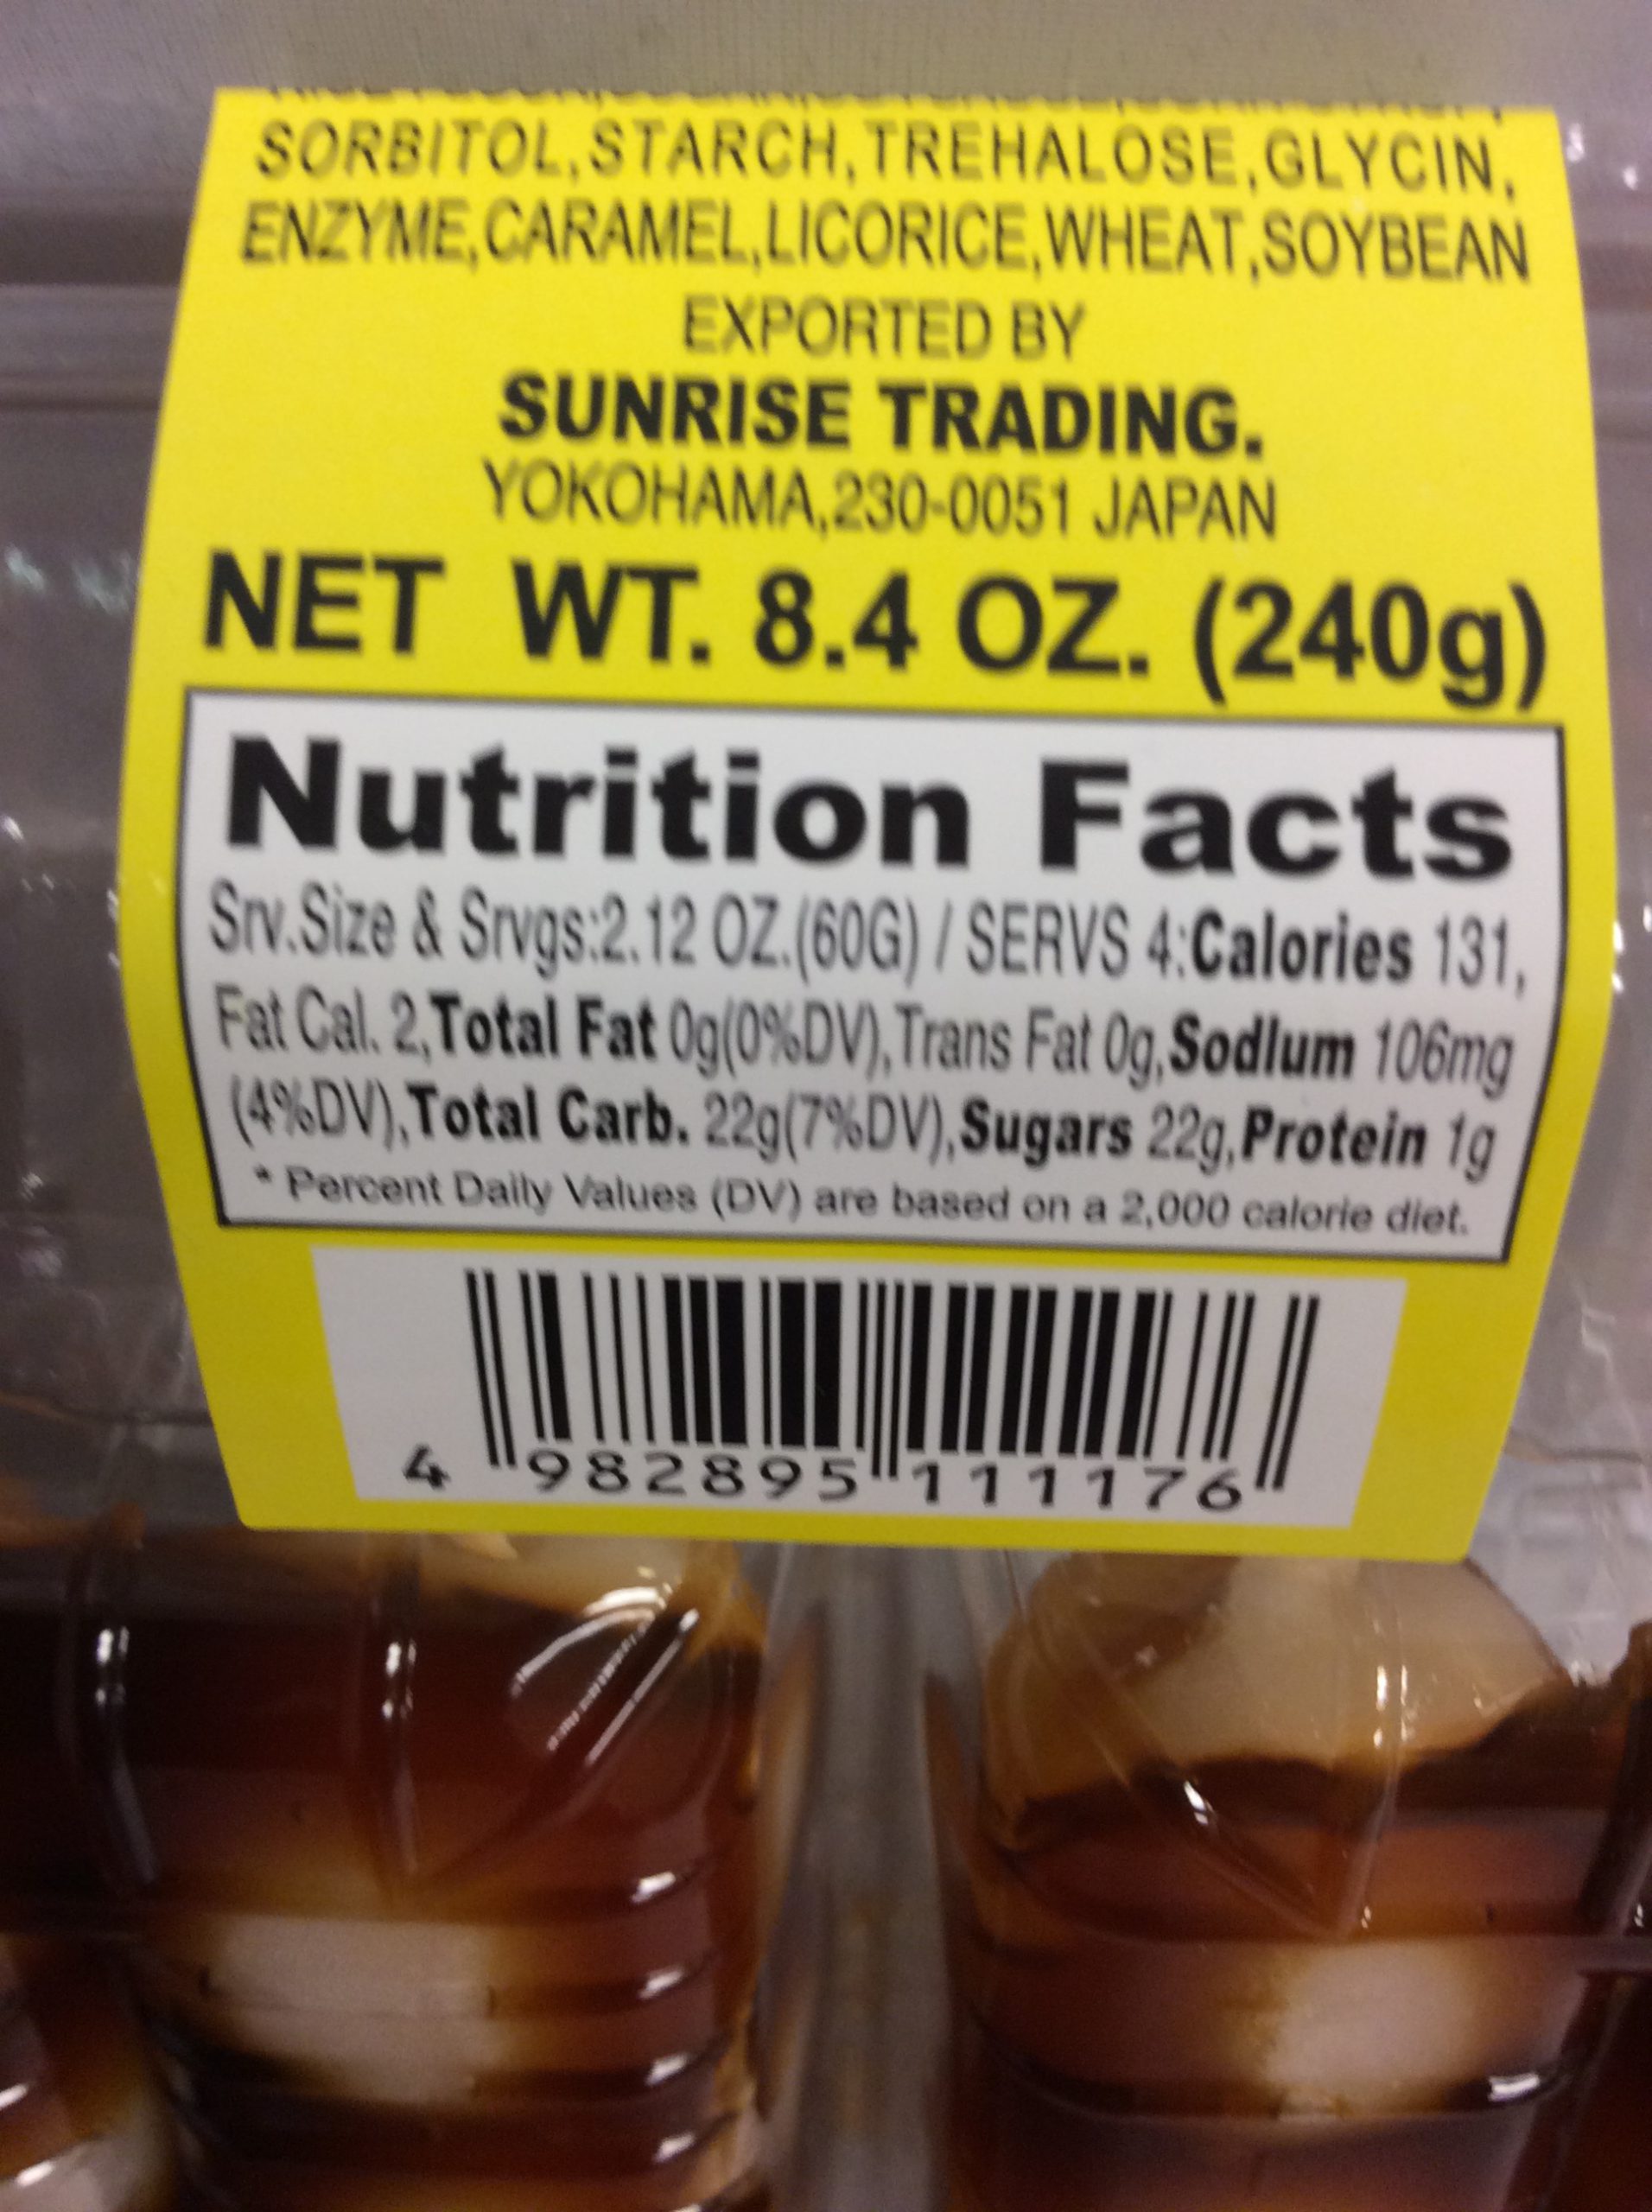 SORBITOL,STARCH,TREHALOSE,GLYCIN,
ENZYME,CARAMEL,LICORICE,WHEAT,SOYBEAN
EXPORTED BY
SUNRISE TRADING.
YOKOHAMA,230-0051 JAPAN
NET WT. 8.4 OZ. (240g)
Nutrition Facts
Srv.Size & Srvgs:2.12 OZ.(60G) / SERVS 4:Calories 131,
Fat Cal. 2,Total Fat 0g(0%DV),Trans Fat 0g,Sodlum 106mg
(4%DV),Total Carb. 22g(7%DV),Sugars 22g,Protein 1g
* Percent Daily Values (DV) are based on a 2,000 calorie diet.
4 982895 111176